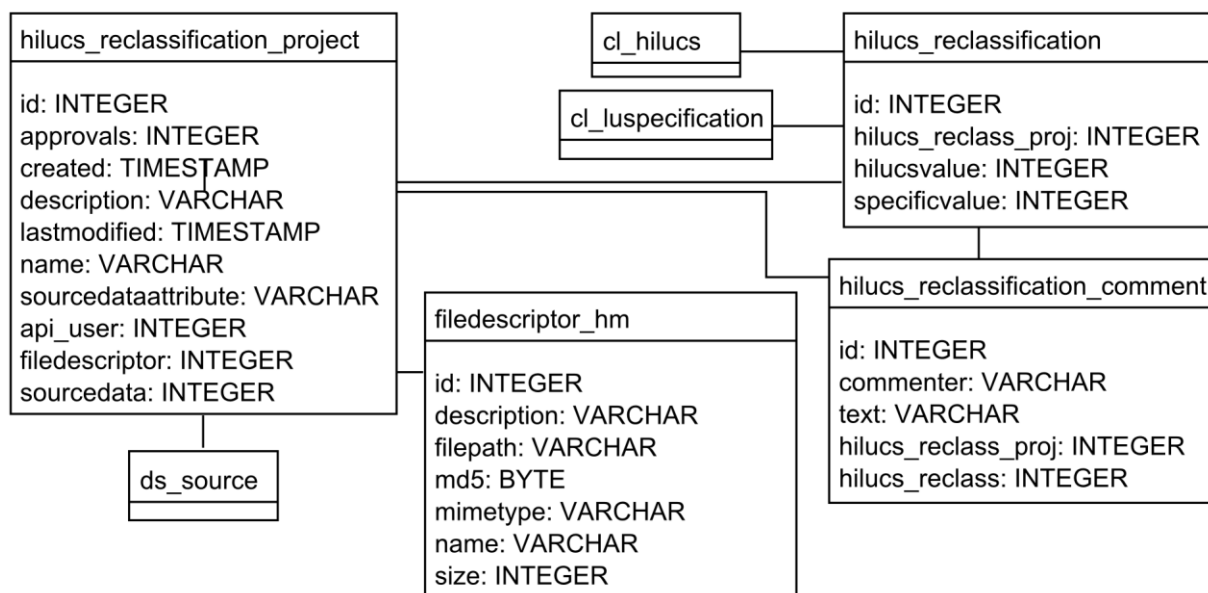 hilucs_reclassification_project
id: INTEGER
approvals: INTEGER
created: TIMESTAMP
description: VARCHAR
lastmodified: TIMESTAMP
name: VARCHAR
sourcedataattribute: VARCHAR
api_user: INTEGER
filedescriptor: INTEGER
sourcedata: INTEGER
ds_source
cl_hilucs
cl_luspecification
filedescriptor_hm
id: INTEGER
description: VARCHAR
filepath: VARCHAR
md5: BYTE
mimetype: VARCHAR
name: VARCHAR
size: INTEGER
hilucs_reclassification
id: INTEGER
hilucs_reclass_proj: INTEGER
hilucsvalue: INTEGER
specificvalue: INTEGER
hilucs_reclassification_comment
id: INTEGER
commenter: VARCHAR
text: VARCHAR
hilucs_reclass_proj: INTEGER
hilucs_reclass: INTEGER